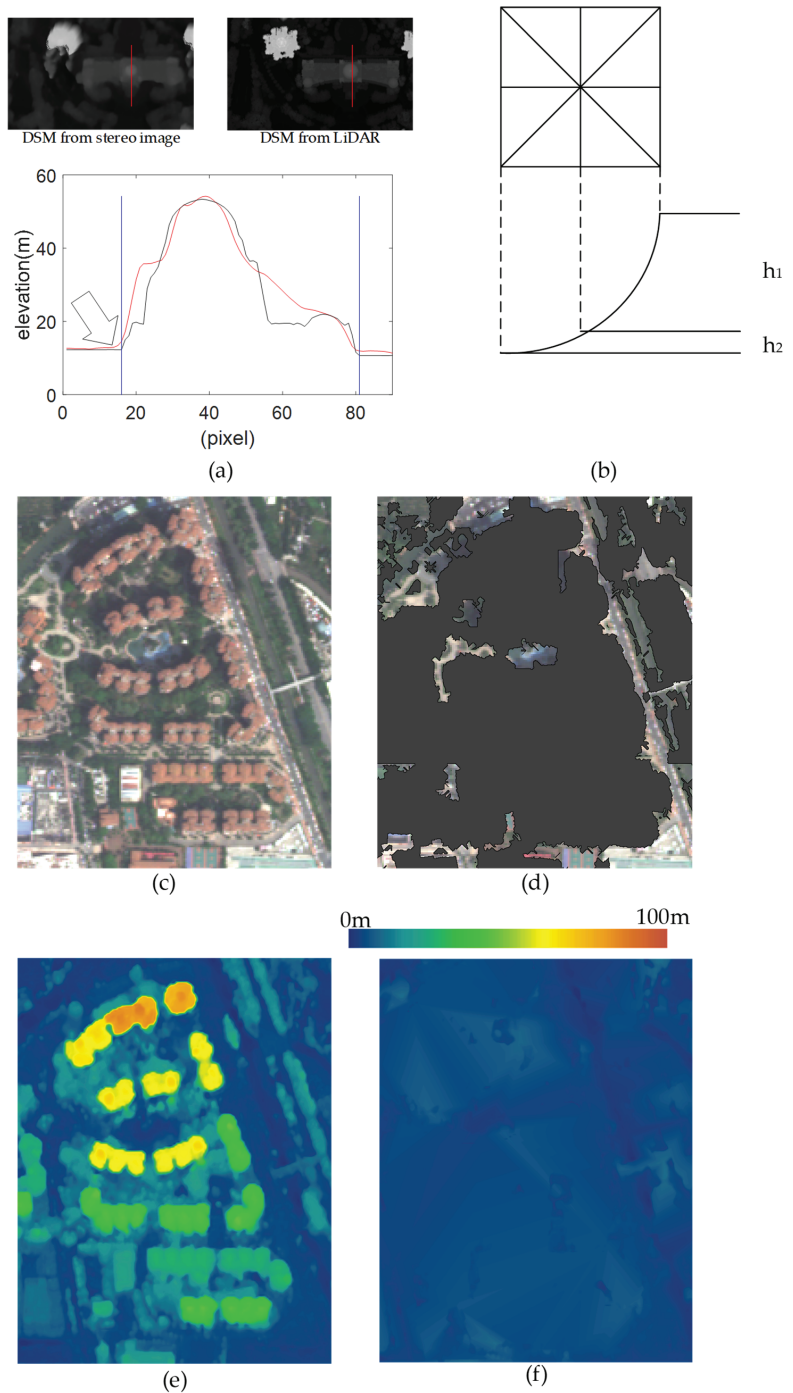 DSM from stereo image
DSM from LiDAR
60
40
20
0
elevation(m)
0
20
40
60
80
(pixel)
(a)
h1
h2
(b)
(c)
(d)
0m
100m
(e)
(f)